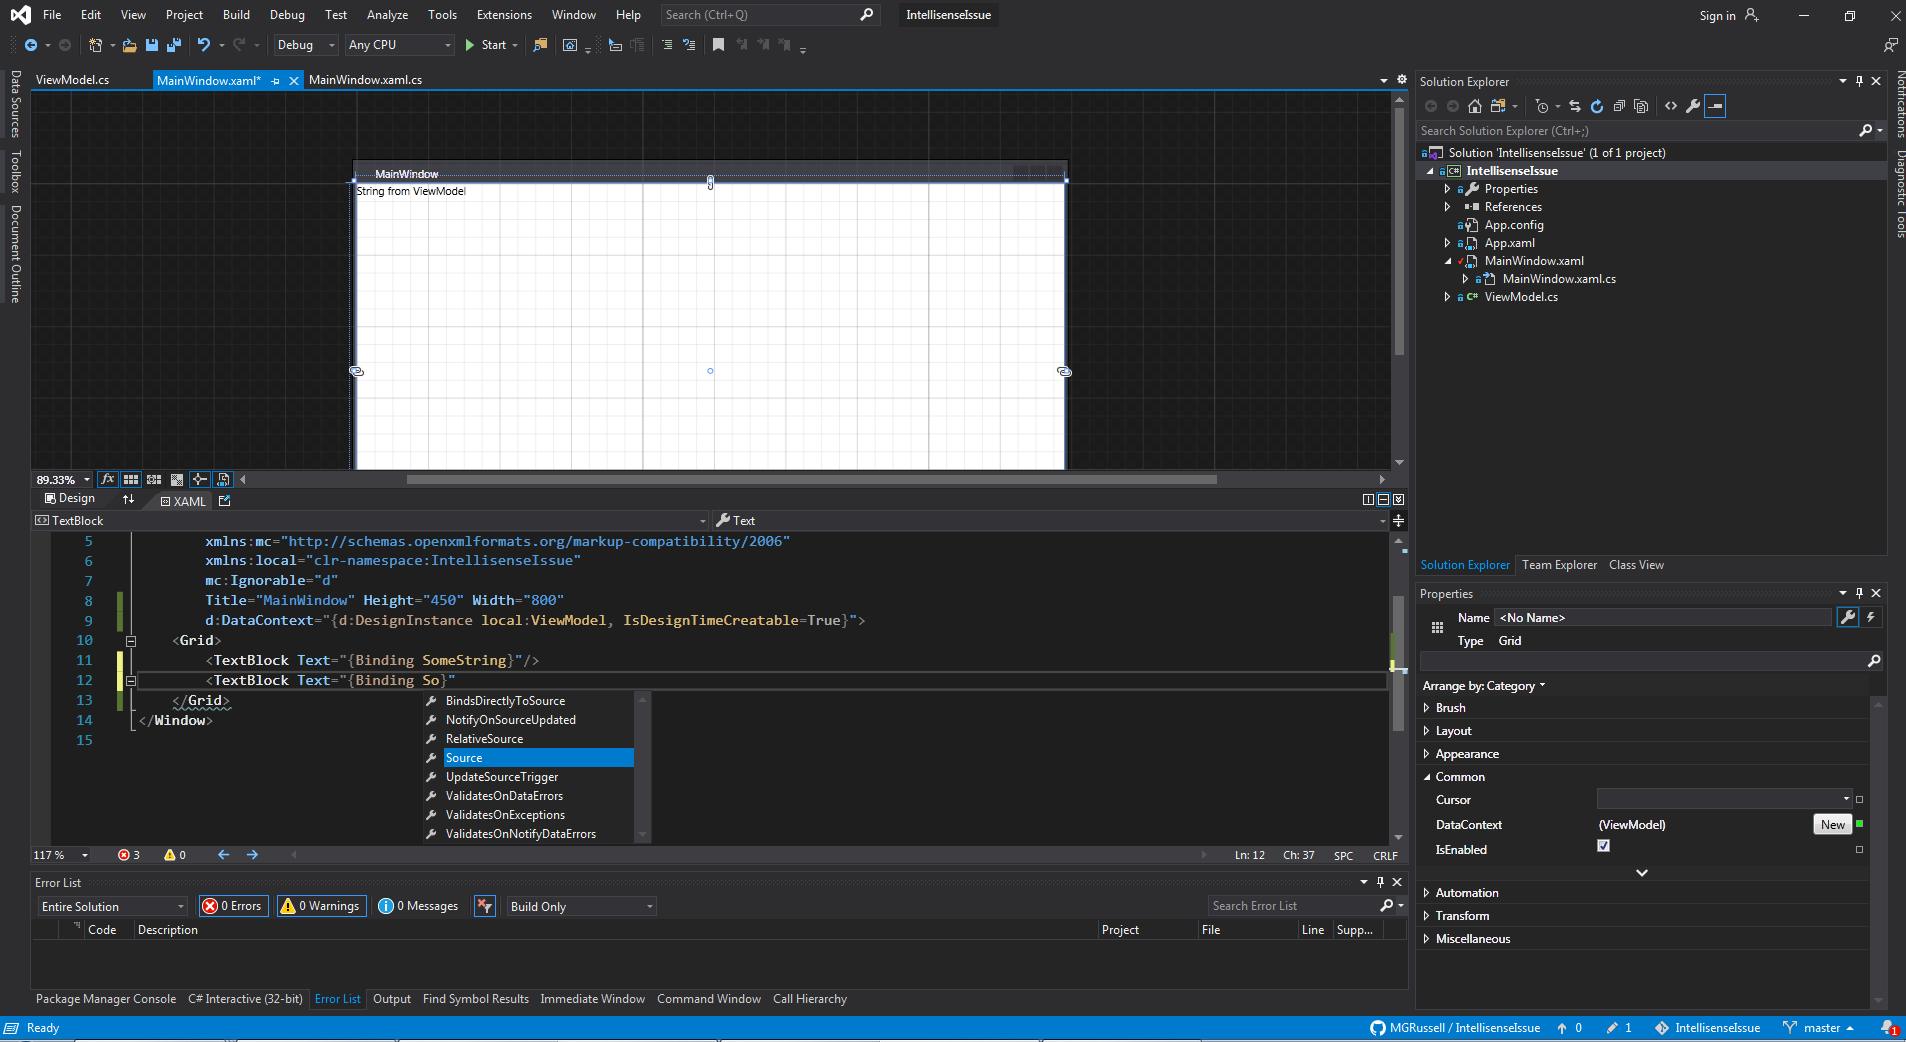 File Edit View Project Build Debug Test Analyze Tools Extensions Window Help Search (Ctrl+Q) IntellisenseIssue Sign in
Debug Any CPU Start
Data Sources
Toolbox
Document Outline
ViewModel.cs MainWindow.xaml* MainWindow.xaml.cs
MainWindow
String from ViewModel
89.33%
Design XAML
TextBlock Text
5 xmlns:mc="http://schemas.openxmlformats.org/markup-compatibility/2006"
6 xmlns:local="clr-namespace:IntellisenseIssue"
7 mc:Ignorable="d"
8 Title="MainWindow" Height="450" Width="800"
9 d:DataContext="{d:DesignInstance local:ViewModel, IsDesignTimeCreatable=True}">
10 <Grid>
11 <TextBlock Text="{Binding SomeString}"/>
12 <TextBlock Text="{Binding So}"
13 </Grid>
14 </Window>
15
BindsDirectlyToSource
NotifyOnSourceUpdated
RelativeSource
Source
UpdateSourceTrigger
ValidatesOnDataErrors
ValidatesOnExceptions
ValidatesOnNotifyDataErrors
117 % 3 0 Ln: 12 Ch: 37 SPC CRLF
Error List
Entire Solution 0 Errors 0 Warnings 0 Messages Build Only Search Error List
Code Description Project File Line Supp...
Package Manager Console C# Interactive (32-bit) Error List Output Find Symbol Results Immediate Window Command Window Call Hierarchy
Solution Explorer
Search Solution Explorer (Ctrl+;)
Solution 'IntellisenseIssue' (1 of 1 project)
C# IntellisenseIssue
Properties
References
App.config
App.xaml
MainWindow.xaml
MainWindow.xaml.cs
C# ViewModel.cs
Solution Explorer Team Explorer Class View
Properties
Name <No Name>
Type Grid
Arrange by: Category
Brush
Layout
Appearance
Common
Cursor
DataContext (ViewModel) New
IsEnabled
Automation
Transform
Miscellaneous
Notifications
Diagnostic Tools
Ready MGRussell / IntellisenseIssue 0 1 IntellisenseIssue master 1